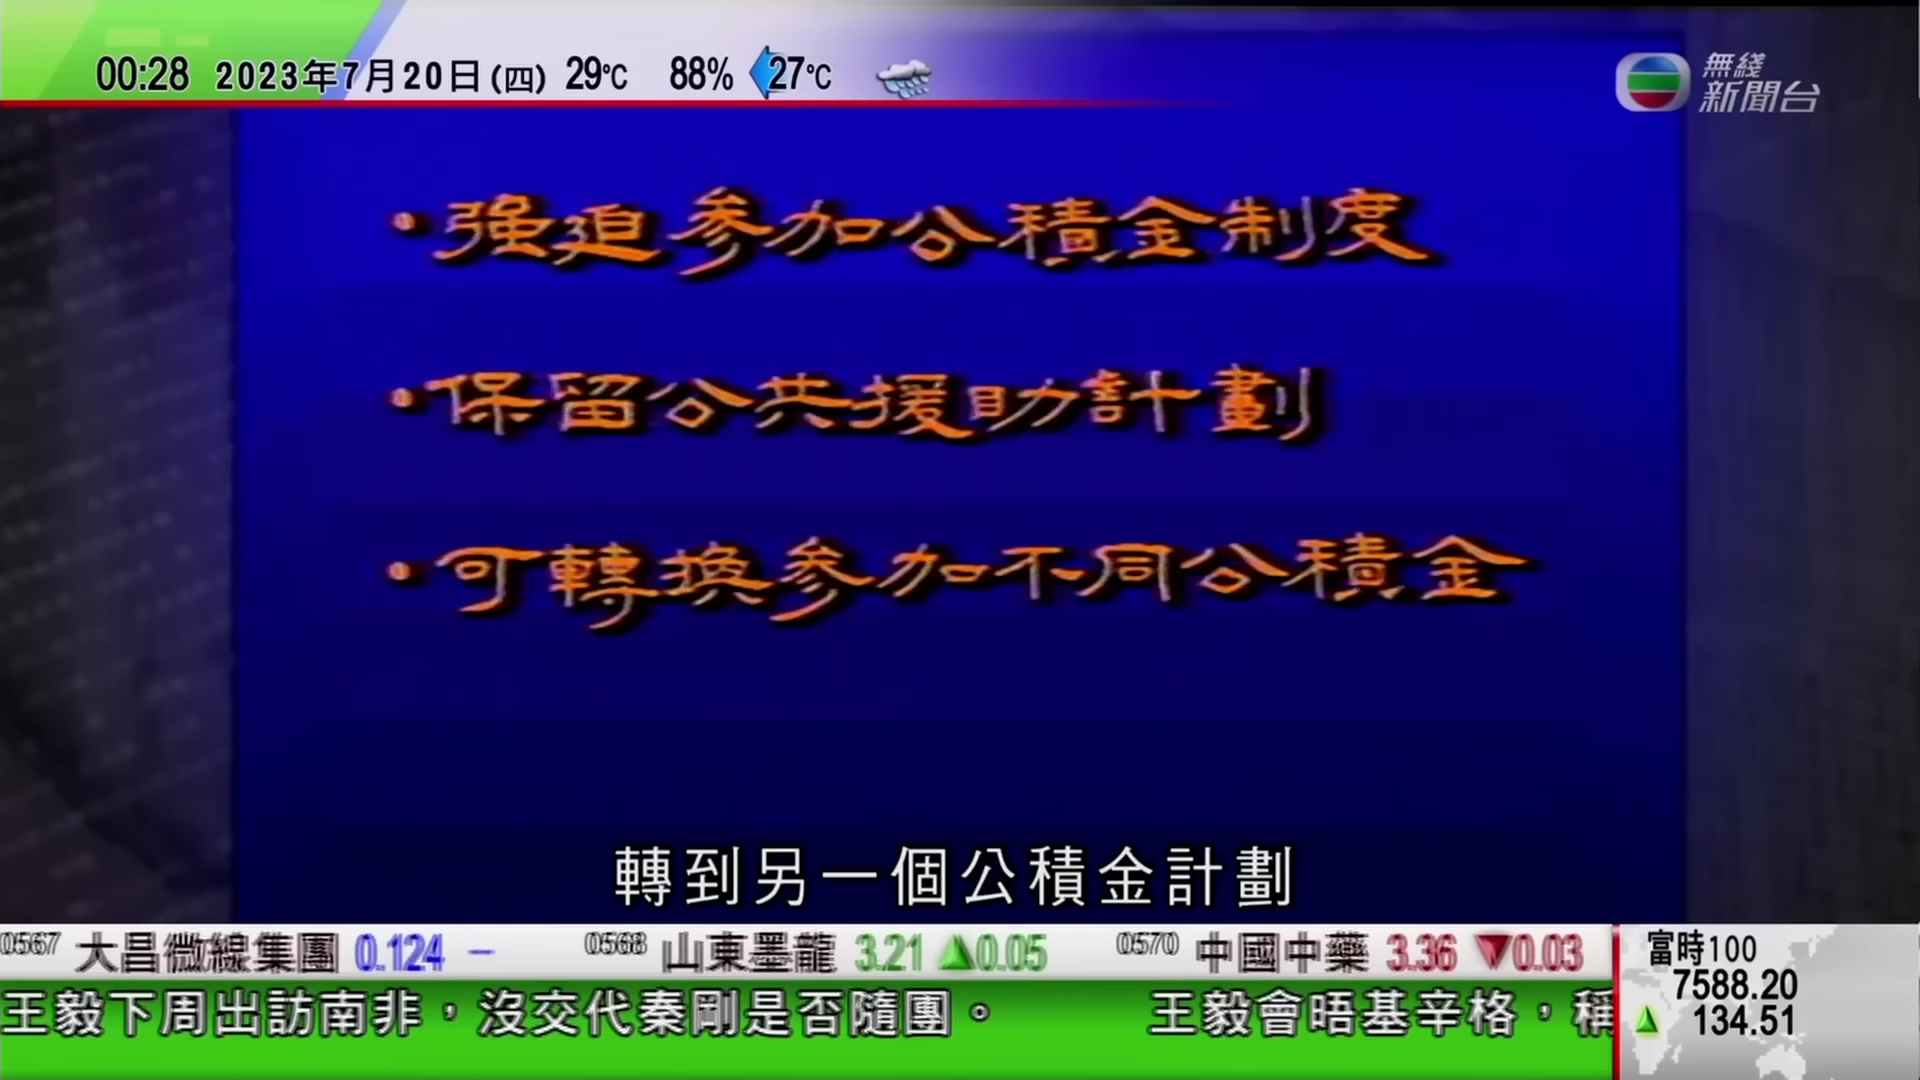 00:28 2023年7月20日(四) 29℃ 88% 27℃
無綫
新聞台
・强迫參加公積金制度
・保留公共援助計劃
・可轉換參加不同公積金
轉到另一個公積金計劃
0567 大昌微線集團 0.124 – 0568 山東墨龍 3.21 ▲0.05 0570 中國中藥 3.36 ▼0.03
王毅下周出訪南非，沒交代秦剛是否隨團。 王毅會晤基辛格，稱
富時100
7588.20
▲ 134.51